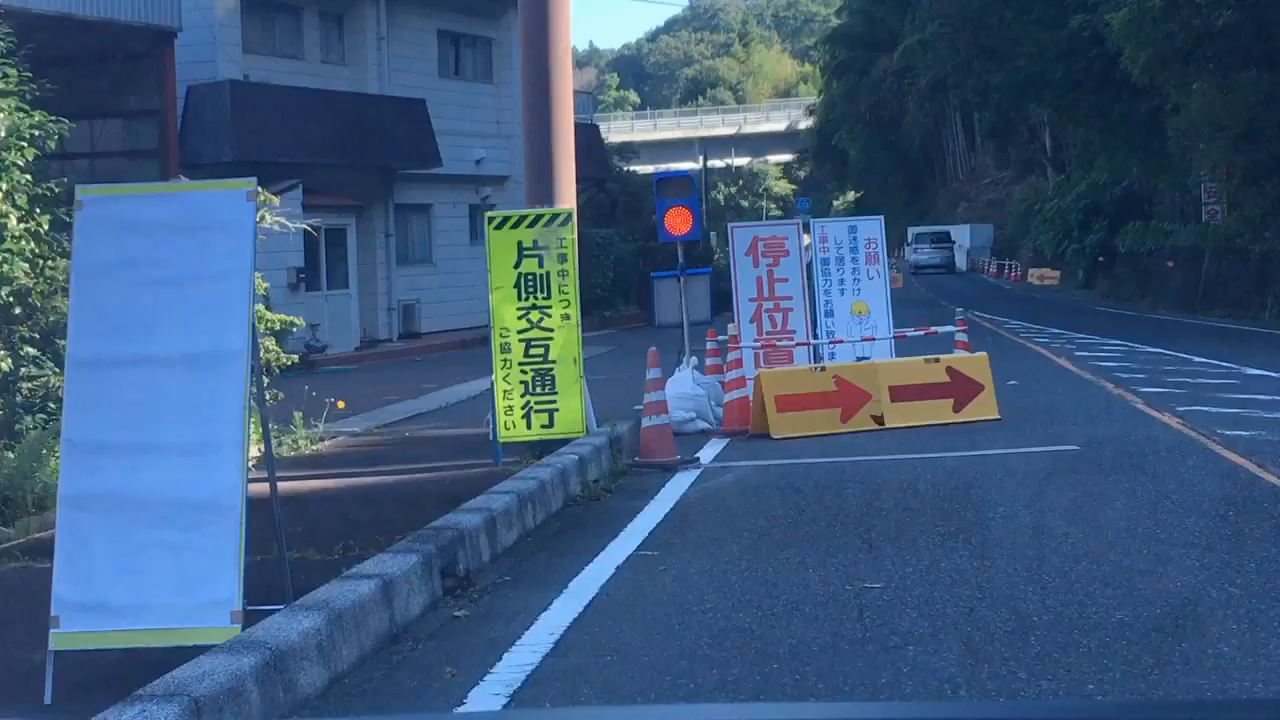 工事中につき
片側交互通行
ご協力ください
停止位置
お願い
御迷惑をおかけ
して居ります
工事中御協力をお願い致しま
安全